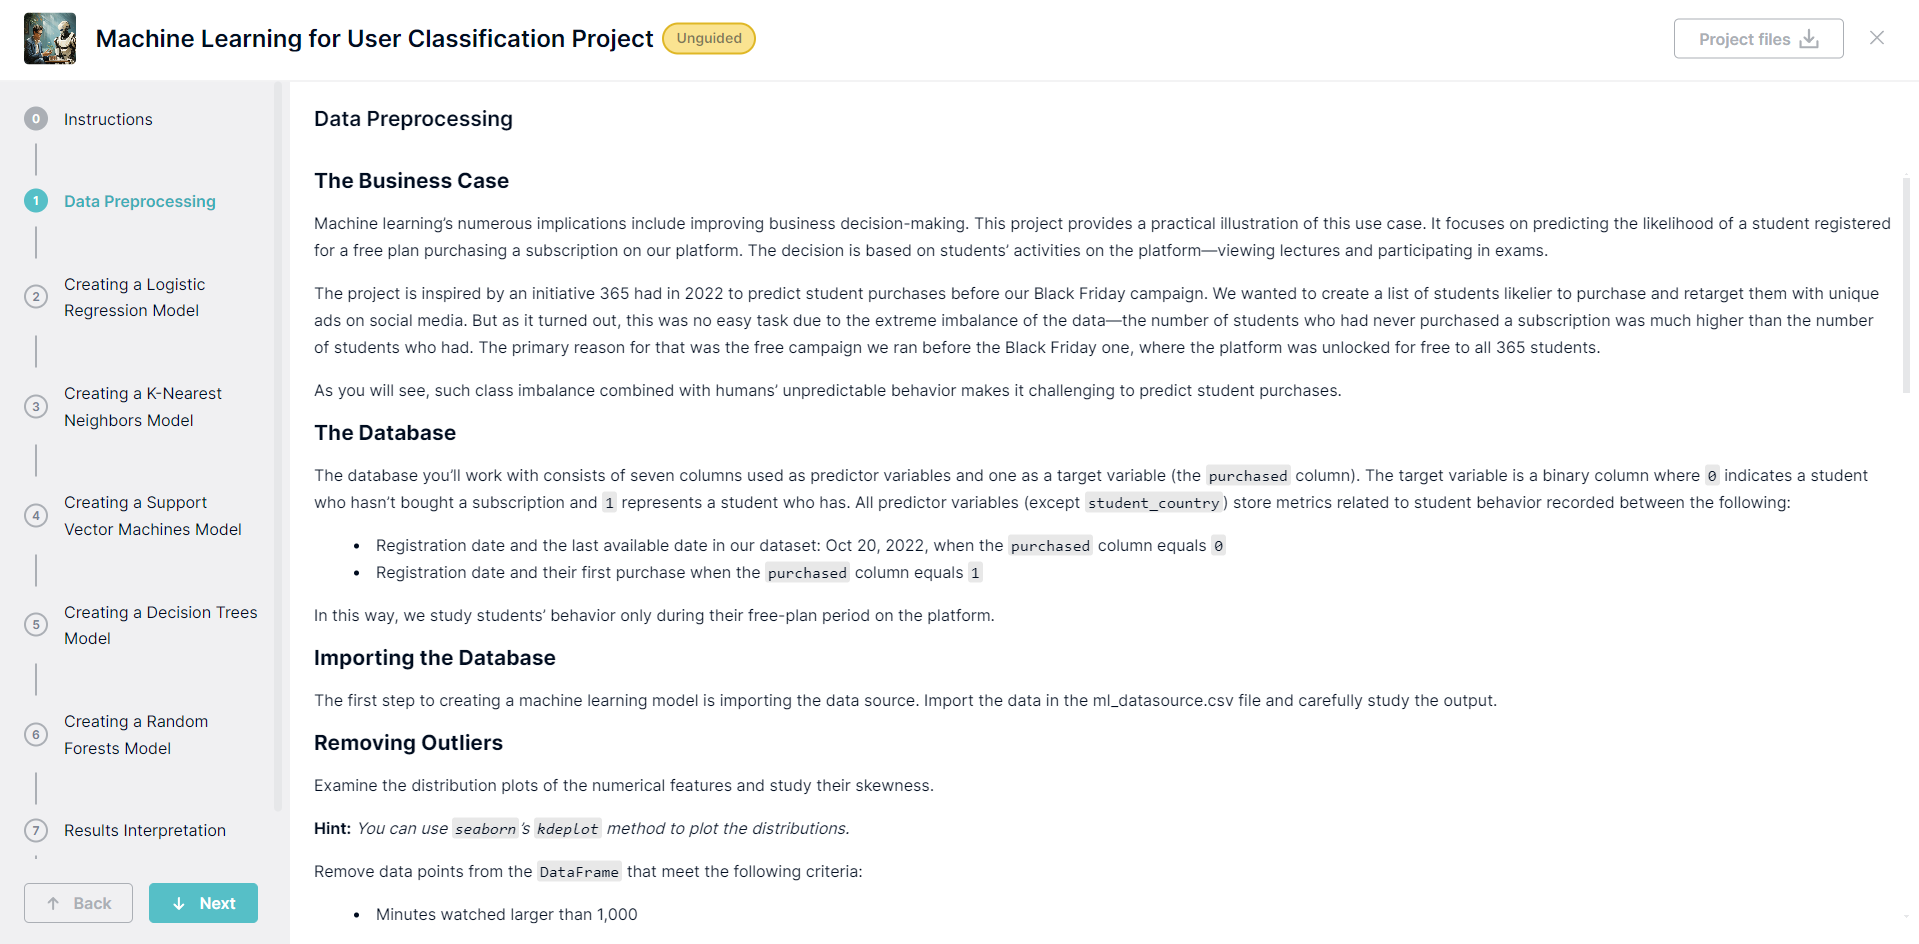 Machine Learning for User Classification Project
Unguided
Project files
0 Instructions
1 Data Preprocessing
2 Creating a Logistic
Regression Model
3 Creating a K-Nearest
Neighbors Model
4 Creating a Support
Vector Machines Model
5 Creating a Decision Trees
Model
6 Creating a Random
Forests Model
7 Results Interpretation
Back
Next
Data Preprocessing
The Business Case
Machine learning’s numerous implications include improving business decision-making. This project provides a practical illustration of this use case. It focuses on predicting the likelihood of a student registered
for a free plan purchasing a subscription on our platform. The decision is based on students’ activities on the platform—viewing lectures and participating in exams.
The project is inspired by an initiative 365 had in 2022 to predict student purchases before our Black Friday campaign. We wanted to create a list of students likelier to purchase and retarget them with unique
ads on social media. But as it turned out, this was no easy task due to the extreme imbalance of the data—the number of students who had never purchased a subscription was much higher than the number
of students who had. The primary reason for that was the free campaign we ran before the Black Friday one, where the platform was unlocked for free to all 365 students.
As you will see, such class imbalance combined with humans’ unpredictable behavior makes it challenging to predict student purchases.
The Database
The database you’ll work with consists of seven columns used as predictor variables and one as a target variable (the purchased column). The target variable is a binary column where 0 indicates a student
who hasn’t bought a subscription and 1 represents a student who has. All predictor variables (except student_country) store metrics related to student behavior recorded between the following:
• Registration date and the last available date in our dataset: Oct 20, 2022, when the purchased column equals 0
• Registration date and their first purchase when the purchased column equals 1
In this way, we study students’ behavior only during their free-plan period on the platform.
Importing the Database
The first step to creating a machine learning model is importing the data source. Import the data in the ml_datasource.csv file and carefully study the output.
Removing Outliers
Examine the distribution plots of the numerical features and study their skewness.
Hint: You can use seaborn’s kdeplot method to plot the distributions.
Remove data points from the DataFrame that meet the following criteria:
• Minutes watched larger than 1,000